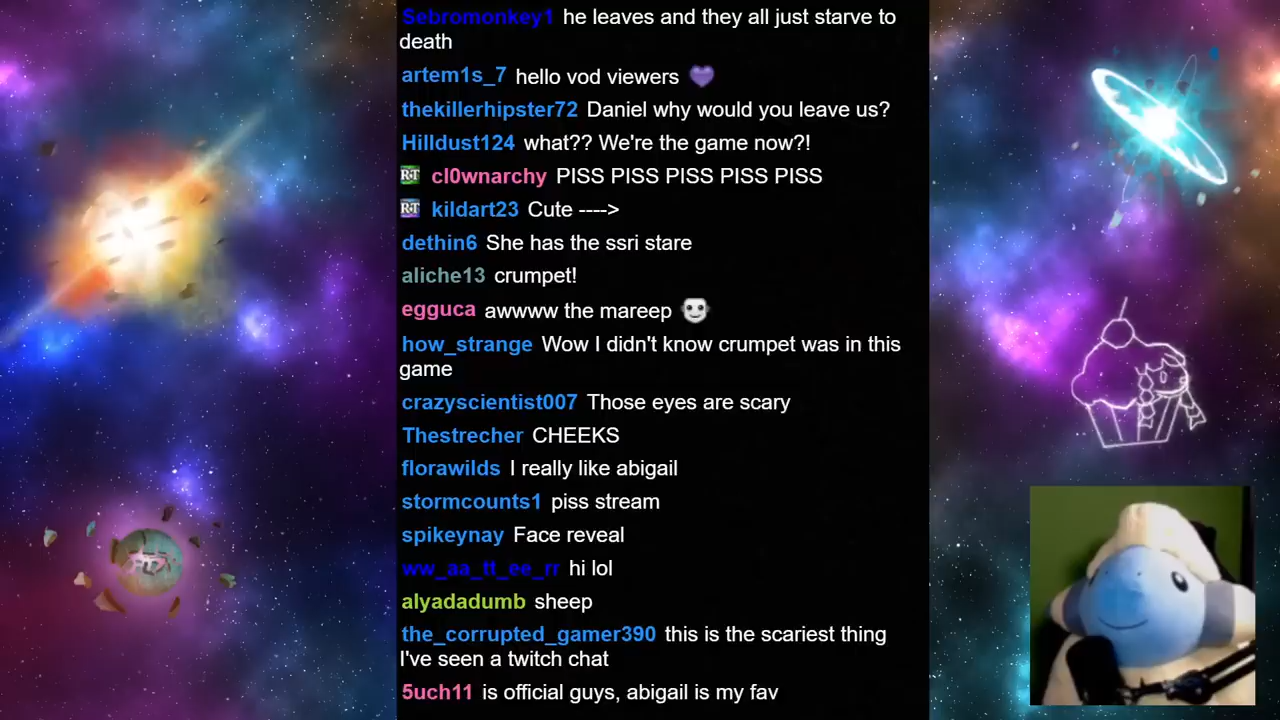 Sebromonkey1 he leaves and they all just starve to
death
artem1s_7 hello vod viewers
thekillerhipster72 Daniel why would you leave us?
Hilldust124 what?? We're the game now?!
RT cl0wnarchy PISS PISS PISS PISS PISS
RT kildart23 Cute ---->
dethin6 She has the ssri stare
aliche13 crumpet!
egguca awwww the mareep
how_strange Wow I didn't know crumpet was in this
game
crazyscientist007 Those eyes are scary
Thestrecher CHEEKS
florawilds I really like abigail
stormcounts1 piss stream
spikeynay Face reveal
ww_aa_tt_ee_rr hi lol
alyadadumb sheep
the_corrupted_gamer390 this is the scariest thing
I've seen a twitch chat
5uch11 is official guys, abigail is my fav